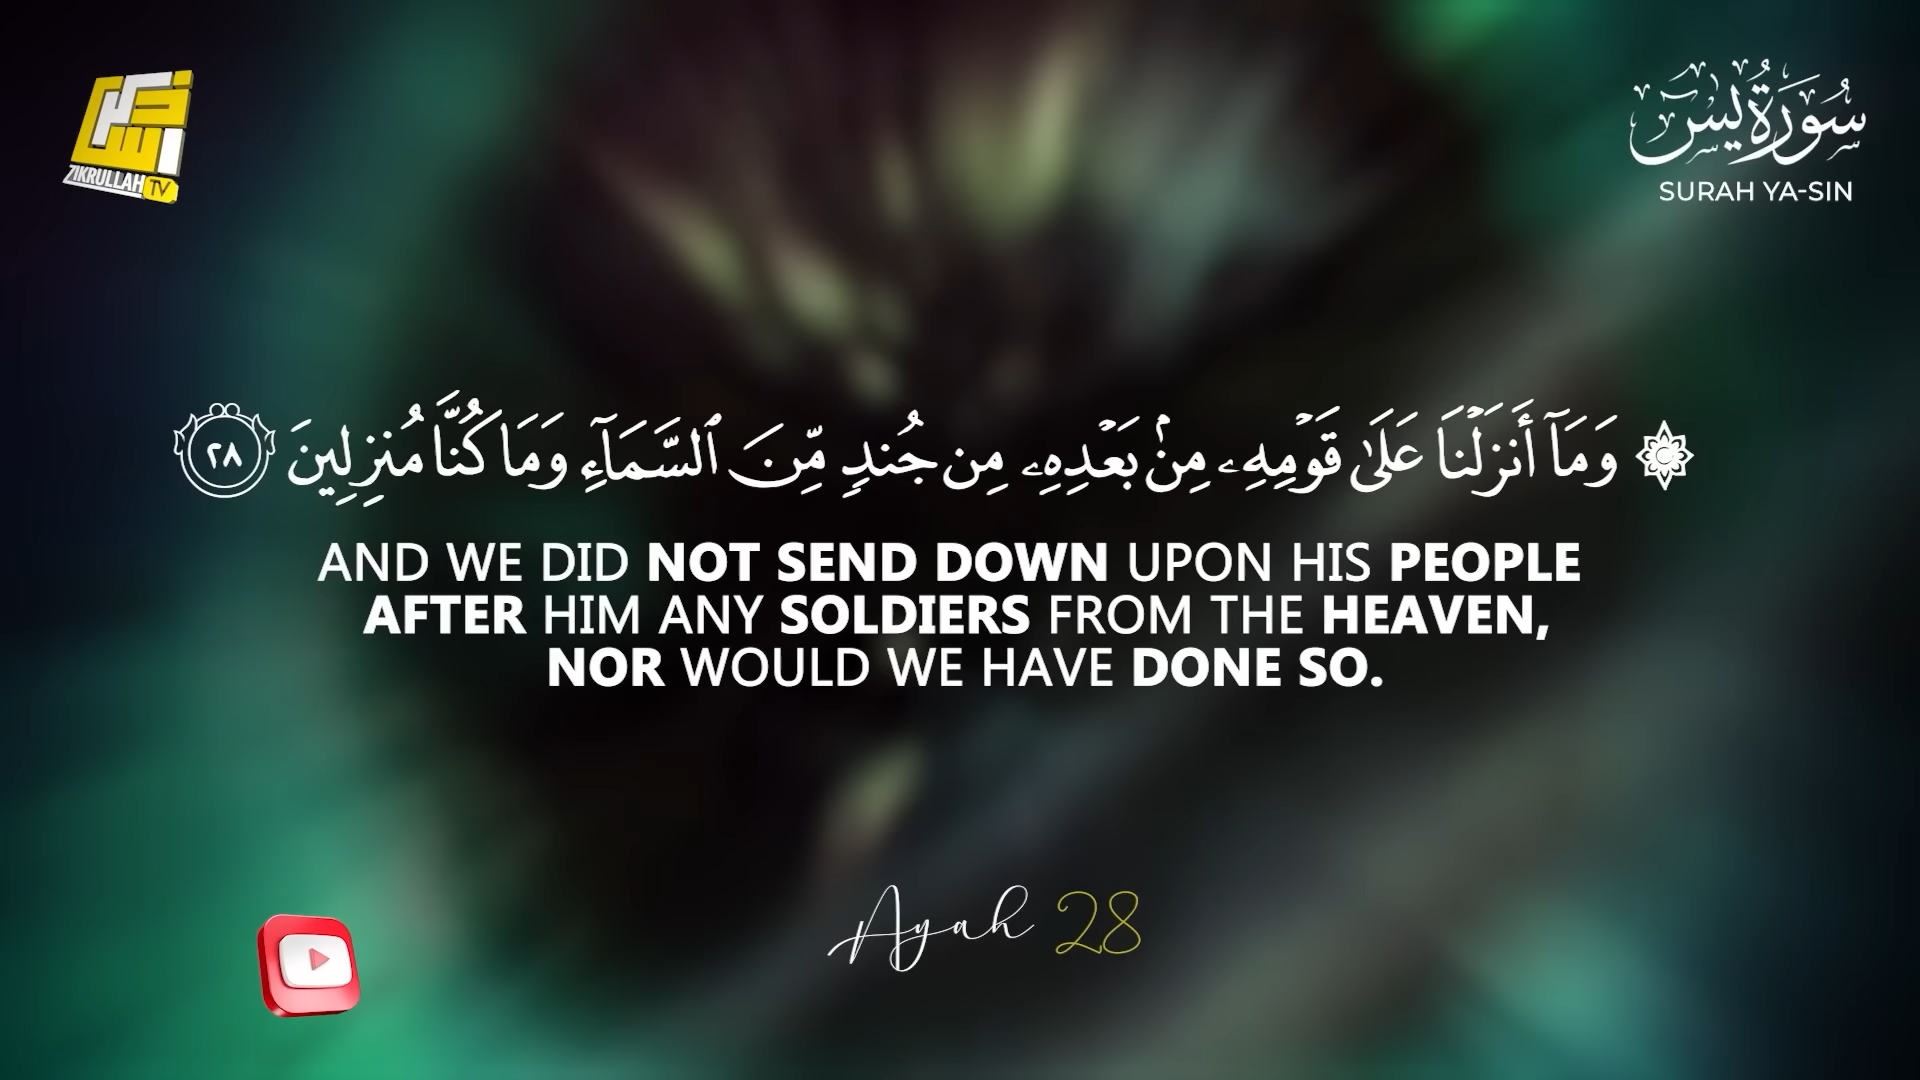 ذكر الله
ZIKRULLAH TV
سورة يس
SURAH YA-SIN
۞ وَمَآ أَنزَلْنَا عَلَىٰ قَوْمِهِۦ مِنۢ بَعْدِهِۦ مِن جُندٍ مِّنَ ٱلسَّمَآءِ وَمَا كُنَّا مُنزِلِينَ ٢٨
AND WE DID NOT SEND DOWN UPON HIS PEOPLE
AFTER HIM ANY SOLDIERS FROM THE HEAVEN,
NOR WOULD WE HAVE DONE SO.
Ayah 28